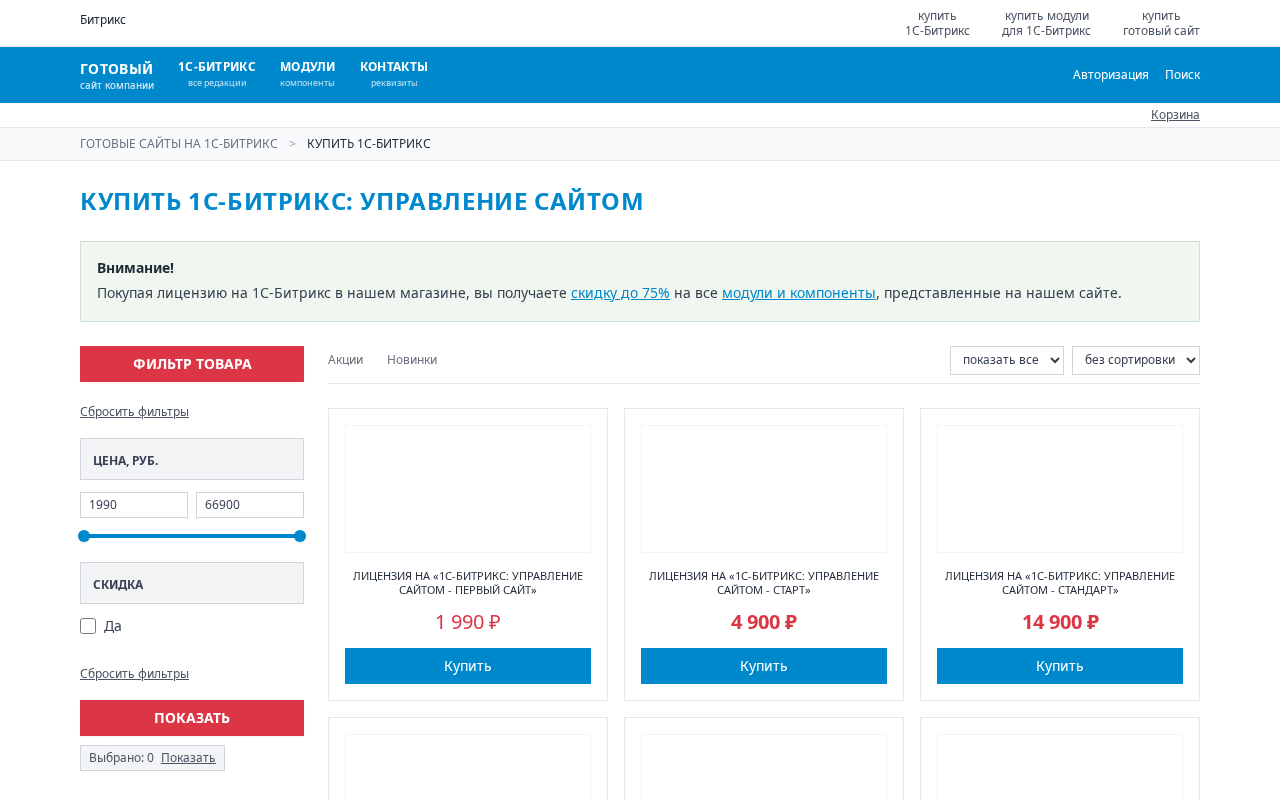 Битрикс
купить
1С-Битрикс
купить модули
для 1С-Битрикс
купить
готовый сайт
ГОТОВЫЙ
сайт компании
1С-БИТРИКС
все редакции
МОДУЛИ
компоненты
КОНТАКТЫ
реквизиты
Авторизация
Поиск
Корзина
ГОТОВЫЕ САЙТЫ НА 1С-БИТРИКС > КУПИТЬ 1С-БИТРИКС
КУПИТЬ 1С-БИТРИКС: УПРАВЛЕНИЕ САЙТОМ
Внимание!
Покупая лицензию на 1С-Битрикс в нашем магазине, вы получаете скидку до 75% на все модули и компоненты, представленные на нашем сайте.
ФИЛЬТР ТОВАРА
Сбросить фильтры
ЦЕНА, РУБ.
1990
66900
СКИДКА
Да
Сбросить фильтры
ПОКАЗАТЬ
Выбрано: 0 Показать
Акции
Новинки
показать все
без сортировки
ЛИЦЕНЗИЯ НА «1С-БИТРИКС: УПРАВЛЕНИЕ
САЙТОМ - ПЕРВЫЙ САЙТ»
1 990 ₽
Купить
ЛИЦЕНЗИЯ НА «1С-БИТРИКС: УПРАВЛЕНИЕ
САЙТОМ - СТАРТ»
4 900 ₽
Купить
ЛИЦЕНЗИЯ НА «1С-БИТРИКС: УПРАВЛЕНИЕ
САЙТОМ - СТАНДАРТ»
14 900 ₽
Купить